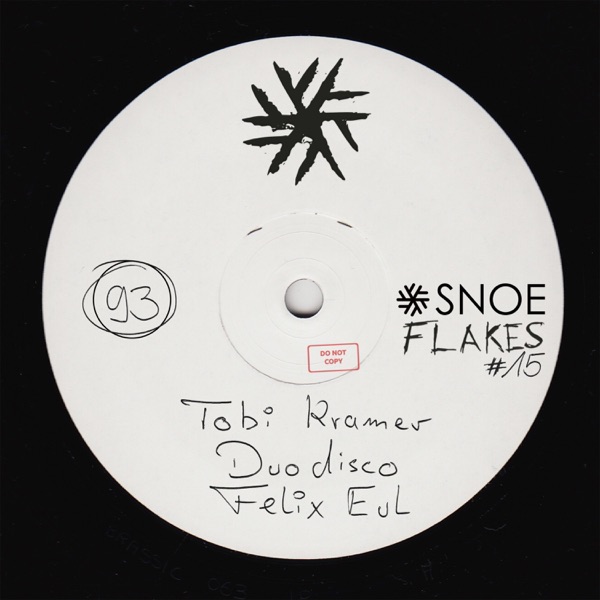 93
SNOE
FLAKES
#15
DO NOT
COPY
Tobi Kramer
Duodisco
Felix Eul